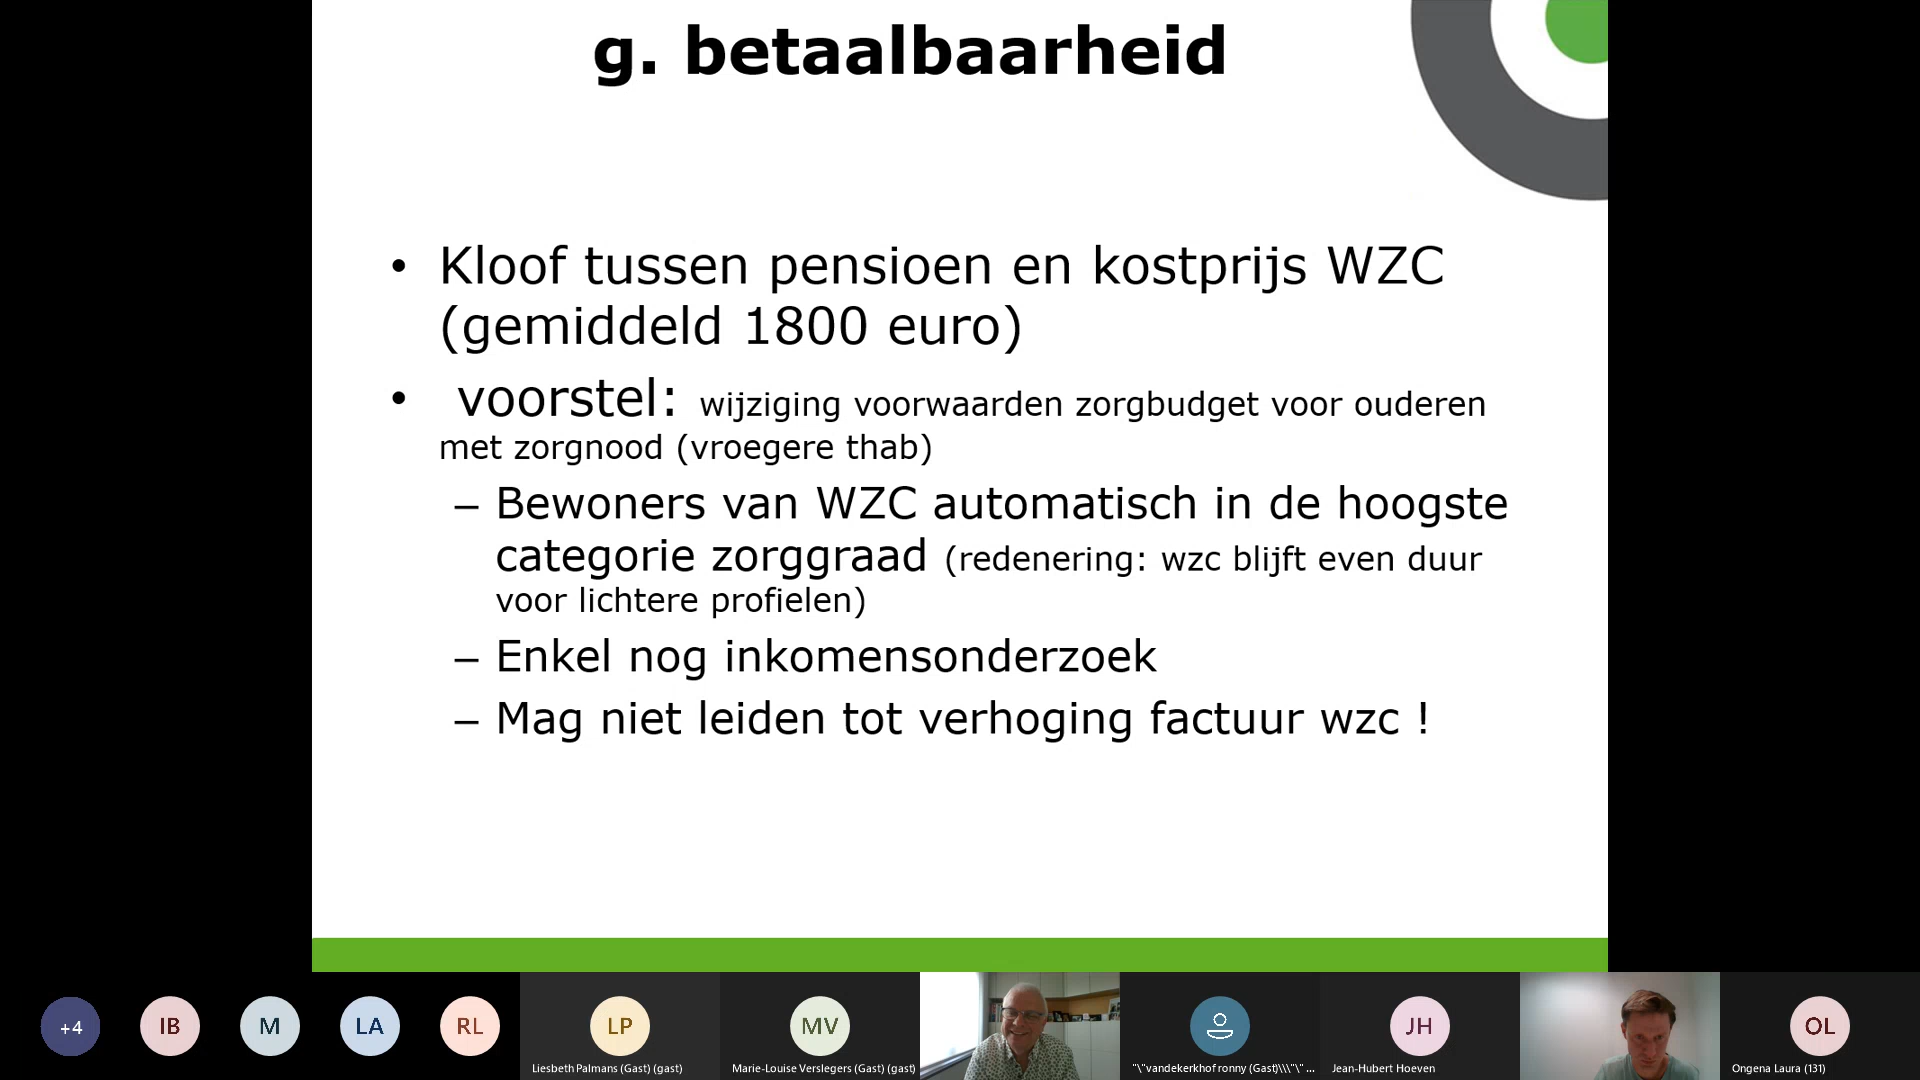 g. betaalbaarheid
• Kloof tussen pensioen en kostprijs WZC
(gemiddeld 1800 euro)
• voorstel: wijziging voorwaarden zorgbudget voor ouderen
met zorgnood (vroegere thab)
– Bewoners van WZC automatisch in de hoogste
categorie zorggraad (redenering: wzc blijft even duur
voor lichtere profielen)
– Enkel nog inkomensonderzoek
– Mag niet leiden tot verhoging factuur wzc !
+4
IB
M
LA
RL
LP
MV
JH
OL
Liesbeth Palmans (Gast) (gast)
Marie-Louise Verslegers (Gast) (gast)
"\"vandekerkhof ronny (Gast)\\\"\" ...
Jean-Hubert Hoeven
Ongena Laura (131)